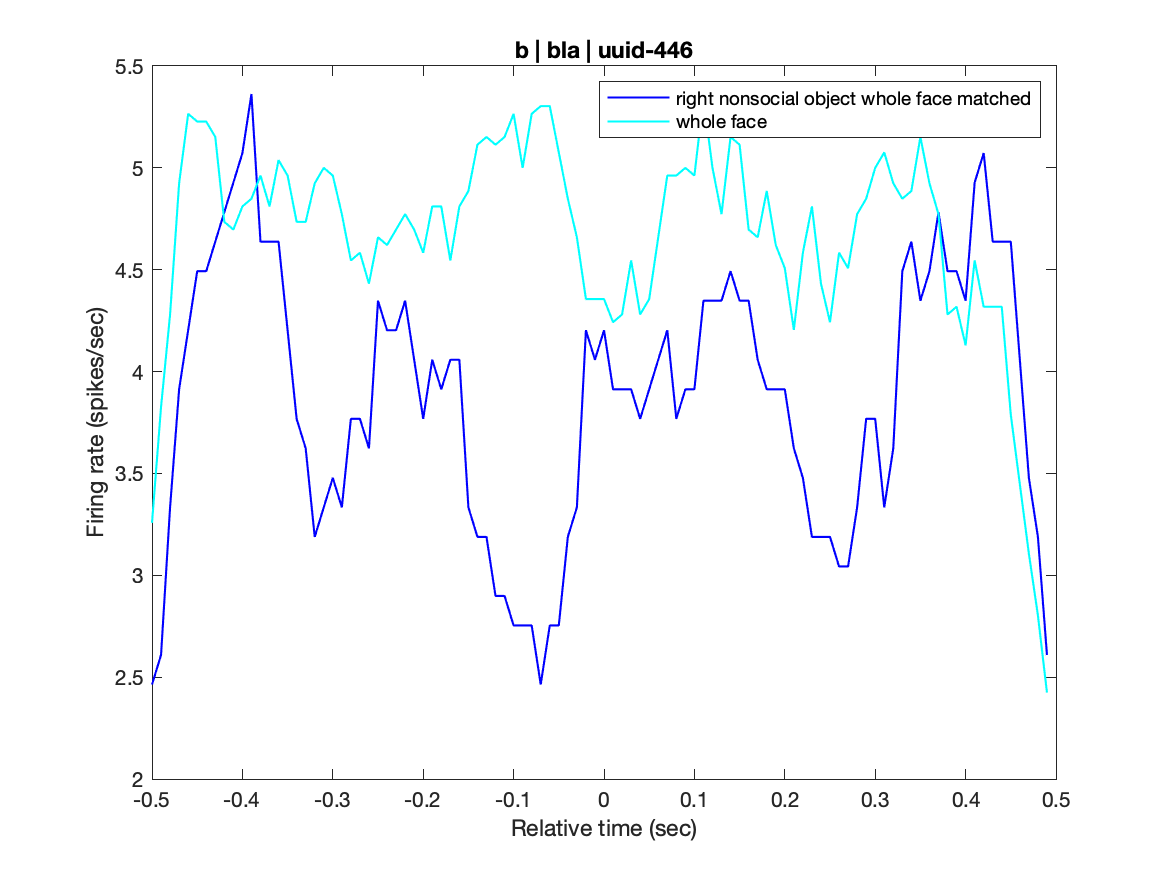 b | bla | uuid-446
right nonsocial object whole face matched
whole face
5.5
5
4.5
4
3.5
3
2.5
2
Firing rate (spikes/sec)
-0.5 -0.4 -0.3 -0.2 -0.1 0 0.1 0.2 0.3 0.4 0.5
Relative time (sec)